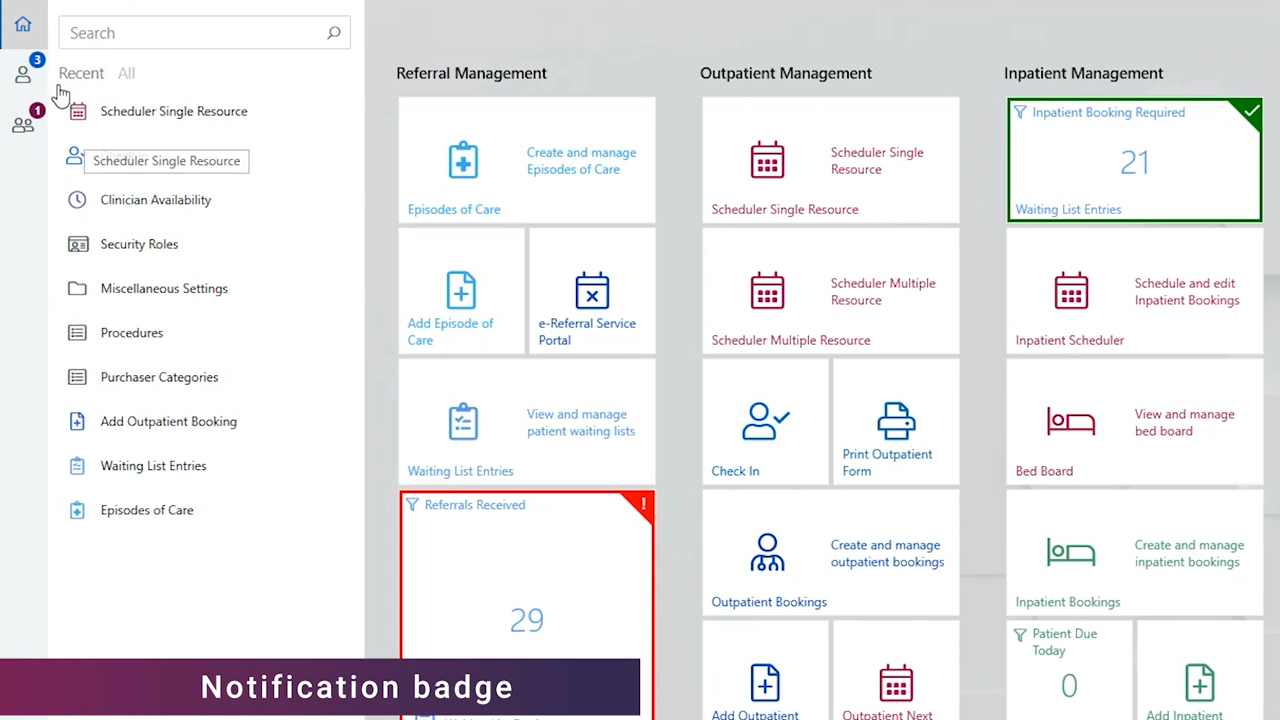 Search
3
Recent All
1
Scheduler Single Resource
Scheduler Single Resource
Clinician Availability
Security Roles
Miscellaneous Settings
Procedures
Purchaser Categories
Add Outpatient Booking
Waiting List Entries
Episodes of Care
Referral Management
Create and manage
Episodes of Care
Episodes of Care
Add Episode of
Care
e-Referral Service
Portal
View and manage
patient waiting lists
Waiting List Entries
Referrals Received
!
29
Outpatient Management
Scheduler Single
Resource
Scheduler Single Resource
Scheduler Multiple
Resource
Scheduler Multiple Resource
Check In
Print Outpatient
Form
Create and manage
outpatient bookings
Outpatient Bookings
Add Outpatient
Outpatient Next
Inpatient Management
Inpatient Booking Required
21
Waiting List Entries
Schedule and edit
Inpatient Bookings
Inpatient Scheduler
View and manage
bed board
Bed Board
Create and manage
inpatient bookings
Inpatient Bookings
Patient Due
Today
0
Add Inpatient
Notification badge